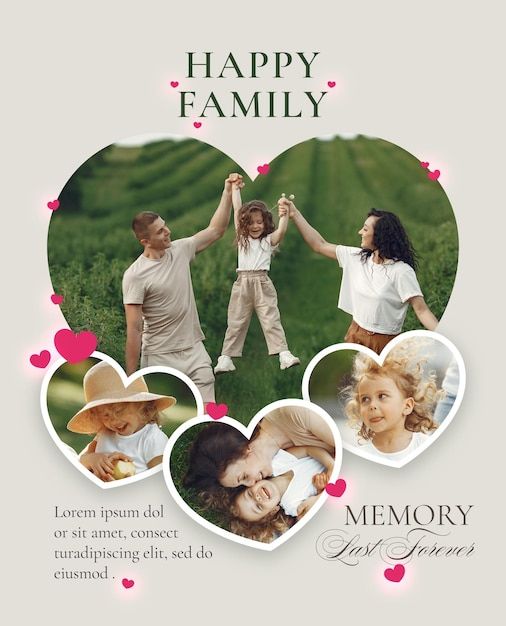 HAPPY
FAMILY
Lorem ipsum dol
or sit amet, consect
turadipiscing elit, sed do
eiusmod .
MEMORY
Last Forever